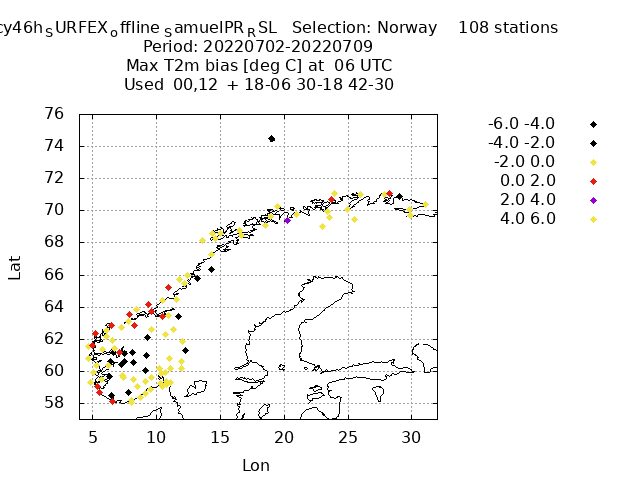 cy46hSURFEXofflineSamuelPRRSL Selection: Norway 108 stations
Period: 20220702-20220709
Max T2m bias [deg C] at 06 UTC
Used 00,12 + 18-06 30-18 42-30
76
74
72
70
68
66
64
62
60
58
Lat
5 10 15 20 25 30
Lon
-6.0 -4.0
-4.0 -2.0
-2.0 0.0
0.0 2.0
2.0 4.0
4.0 6.0